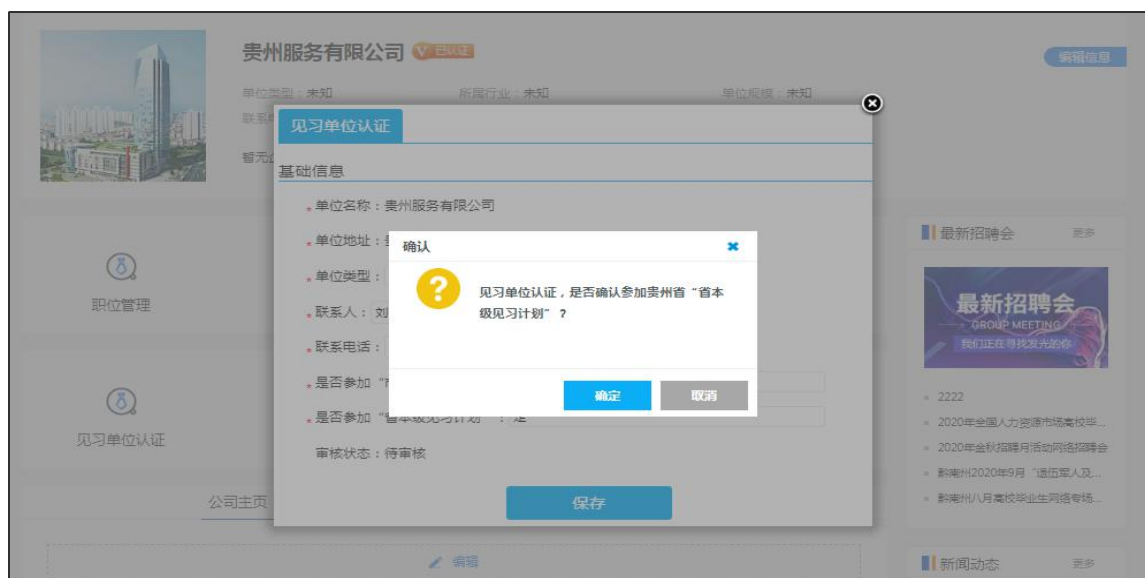 贵州服务有限公司 V 已认证
编辑信息
单位类型：未知 所属行业：未知 单位规模：未知
联系
见习单位认证
暂无
基础信息
*单位名称：贵州服务有限公司
*单位地址：
*单位类型：
*联系人：刘
*联系电话：
*是否参加“
*是否参加“省本级见习计划”：是
审核状态：待审核
保存
确认
见习单位认证，是否确认参加贵州省“省本
级见习计划”？
确定 取消
职位管理
见习单位认证
公司主页
编辑
最新招聘会 更多
最新招聘会
GROUP MEETING
我们正在寻找发光的你
2222
2020年全国人力资源市场高校毕...
2020年金秋招聘月活动网络招聘会
黔南州2020年9月“退伍军人及...
黔南州八月高校毕业生网络专场...
新闻动态 更多